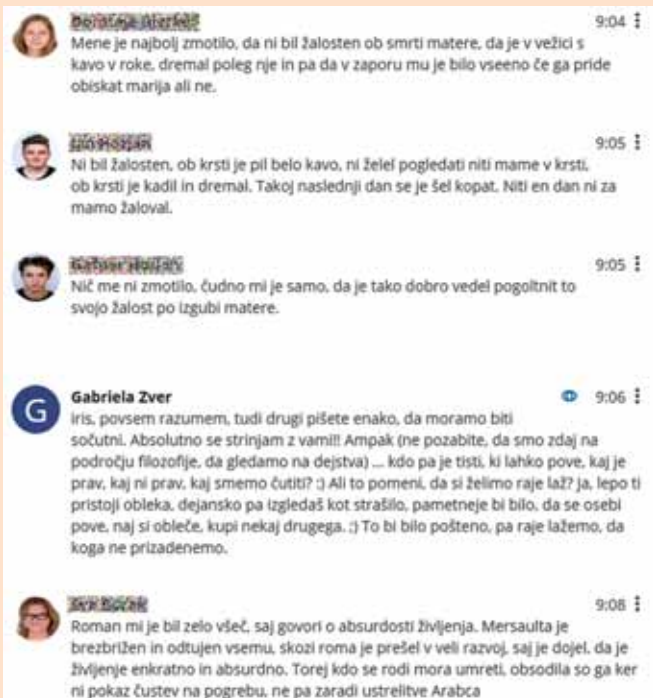 9:04
Mene je najbolj zmotilo, da ni bil žalosten ob smrti matere, da je v vežici s
kavo v roke, dremal poleg nje in pa da v zaporu mu je bilo vseeno če ga pride
obiskat marija ali ne.
9:05
Ni bil žalosten, ob krsti je pil belo kavo, ni želel pogledati niti mame v krsti,
ob krsti je kadil in dremal. Takoj naslednji dan se je šel kopat. Niti en dan ni za
mamo žaloval.
9:05
Nič me ni zmotilo, čudno mi je samo, da je tako dobro vedel pogoltnit to
svojo žalost po izgubi matere.
G
Gabriela Zver 9:06
iris, povsem razumem, tudi drugi pišete enako, da moramo biti
sočutni. Absolutno se strinjam z vami!! Ampak (ne pozabite, da smo zdaj na
področju filozofije, da gledamo na dejstva) ... kdo pa je tisti, ki lahko pove, kaj je
prav, kaj ni prav, kaj smemo čutiti? :) Ali to pomeni, da si želimo raje laž? ja, lepo ti
pristoji obleka, dejansko pa izgledaš kot strašilo, pametneje bi bilo, da se osebi
pove, naj si obleče, kupi nekaj drugega. ;) To bi bilo pošteno, pa raje lažemo, da
koga ne prizadenemo.
9:08
Roman mi je bil zelo všeč, saj govori o absurdosti življenja. Mersaulta je
brezbrižen in odtujen vsemu, skozi roma je prešel v veli razvoj, saj je dojel, da je
življenje enkratno in absurdno. Torej kdo se rodi mora umreti, obsodila so ga ker
ni pokaz čustev na pogrebu, ne pa zaradi ustrelitve Arabca